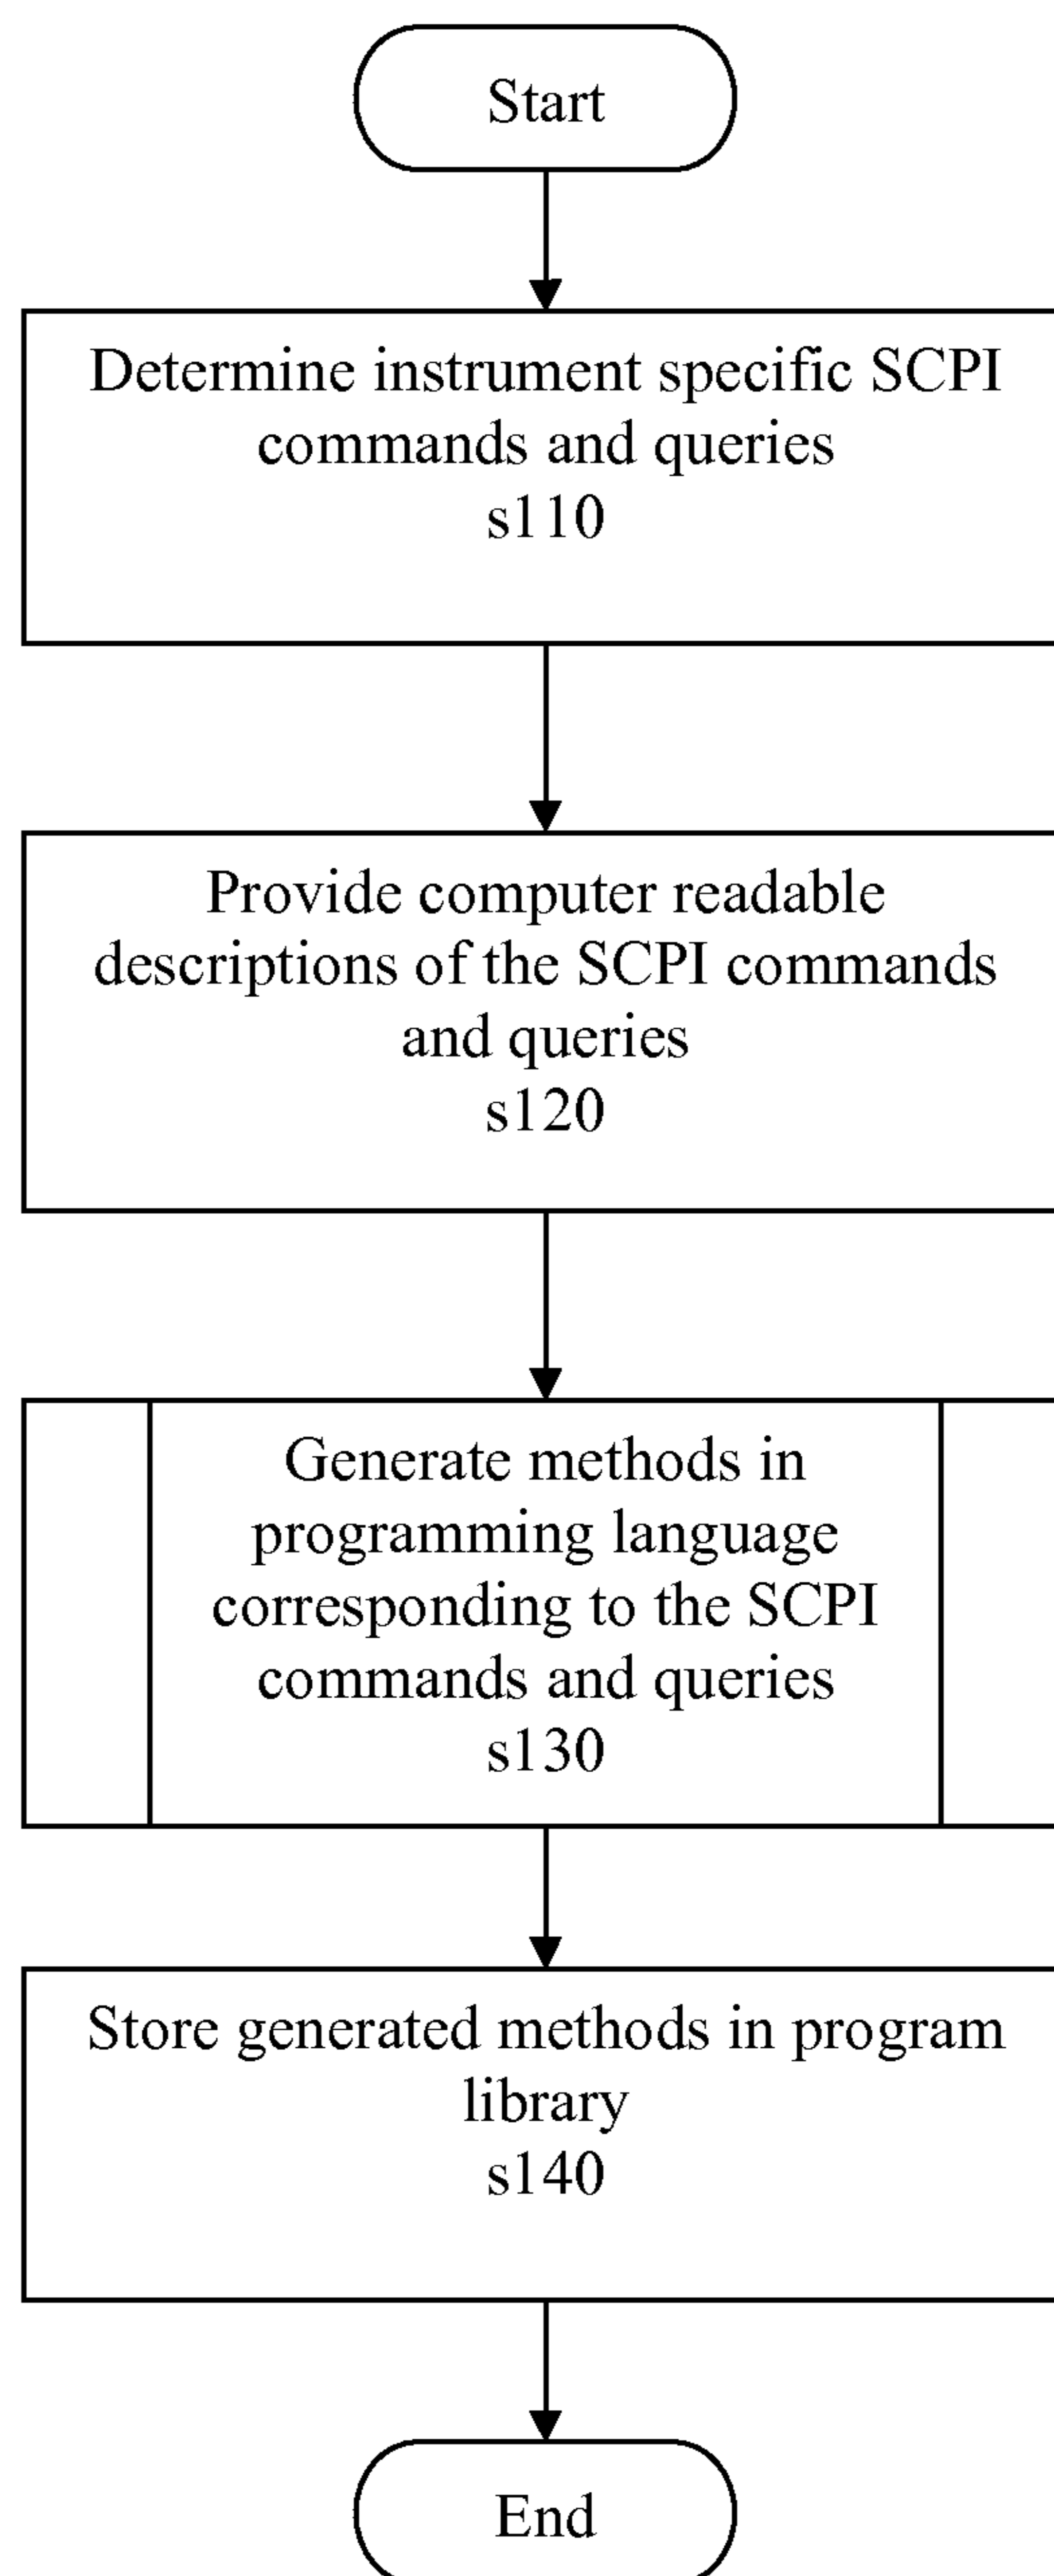 Start
Determine instrument specific SCPI
commands and queries
s110
Provide computer readable
descriptions of the SCPI commands
and queries
s120
Generate methods in
programming language
corresponding to the SCPI
commands and queries
s130
Store generated methods in program
library
s140
End